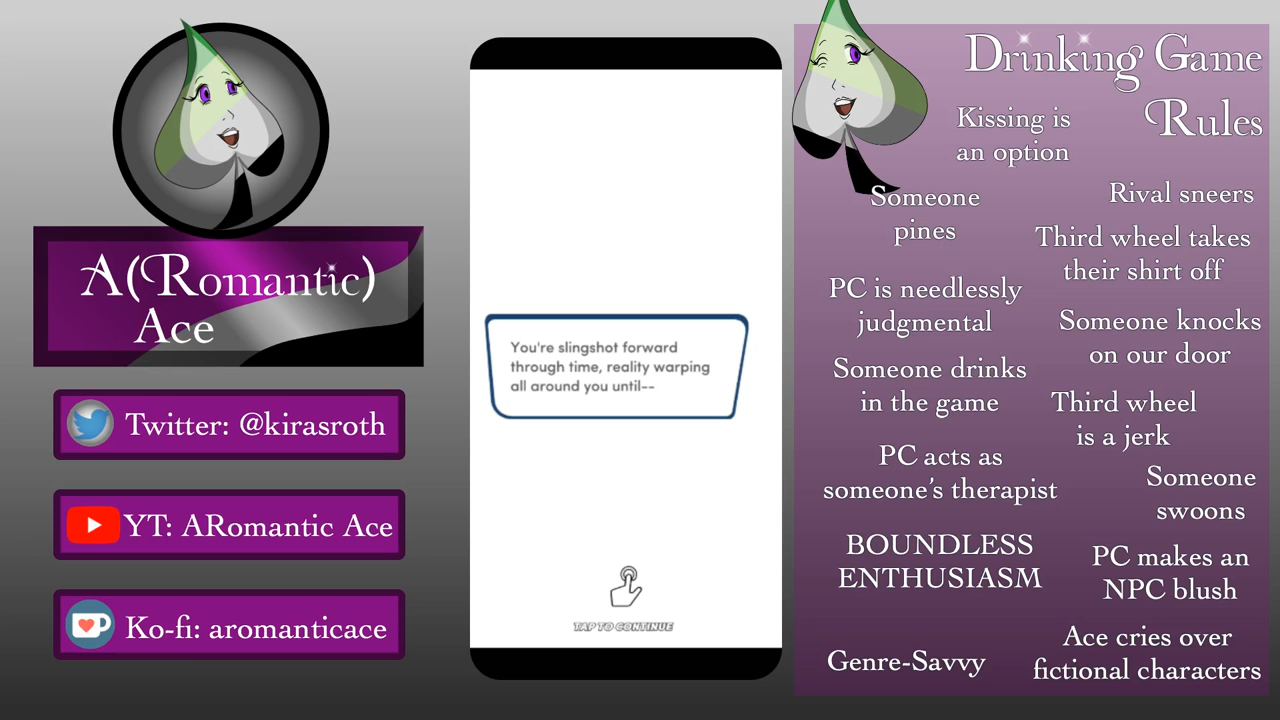 A(Romantic)
Ace
Twitter: @kirasroth
YT: ARomantic Ace
Ko-fi: aromanticace
You're slingshot forward
through time, reality warping
all around you until--
TAP TO CONTINUE
Drinking Game
Rules
Kissing is
an option
Someone
pines
Rival sneers
Third wheel takes
their shirt off
PC is needlessly
judgmental
Someone knocks
on our door
Someone drinks
in the game
Third wheel
is a jerk
PC acts as
someone's therapist
Someone
swoons
BOUNDLESS
ENTHUSIASM
PC makes an
NPC blush
Genre-Savvy
Ace cries over
fictional characters